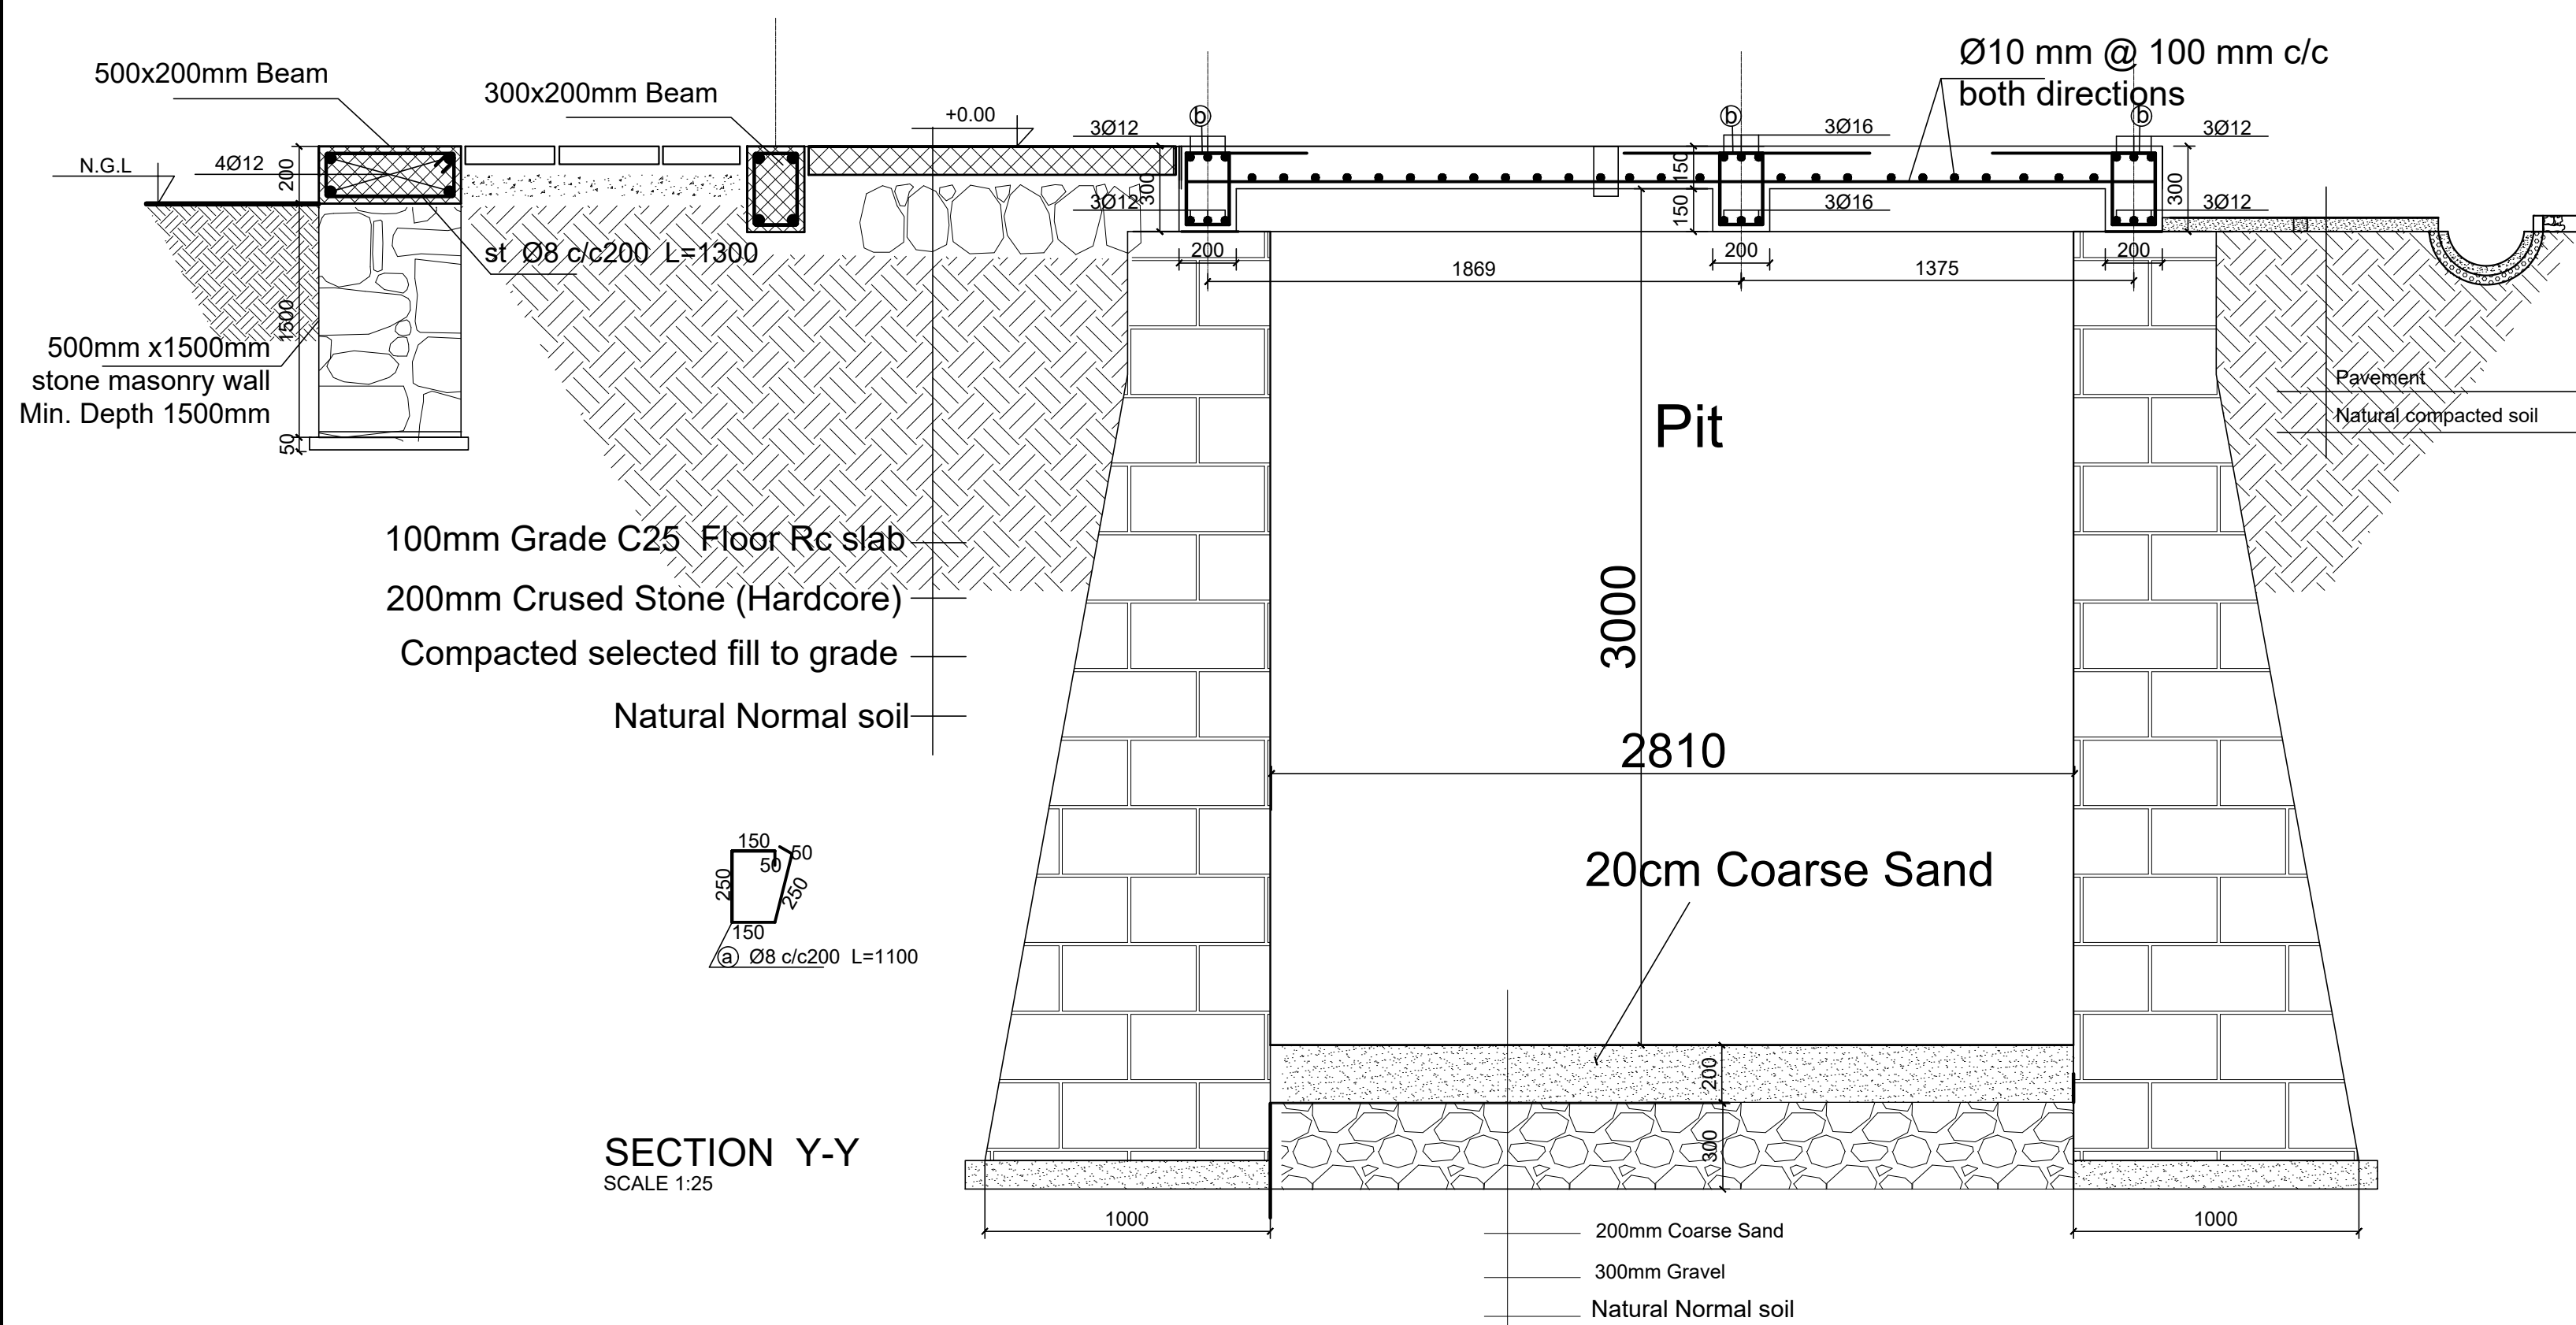 500x200mm Beam
300x200mm Beam
Ø10 mm @ 100 mm c/c
both directions
+0.00
b
b
b
3Ø12
3Ø16
3Ø12
N.G.L
4Ø12
200
300
150
300
3Ø12
150
3Ø16
3Ø12
st Ø8 c/c200 L=1300
200
200
200
1869
1375
1500
500mm x1500mm
stone masonry wall
Min. Depth 1500mm
50
Pavement
Natural compacted soil
Pit
100mm Grade C25 Floor Rc slab
200mm Crused Stone (Hardcore)
Compacted selected fill to grade
Natural Normal soil
3000
2810
150
50
50
250
250
150
a Ø8 c/c200 L=1100
20cm Coarse Sand
200
300
SECTION Y-Y
SCALE 1:25
1000
1000
200mm Coarse Sand
300mm Gravel
Natural Normal soil